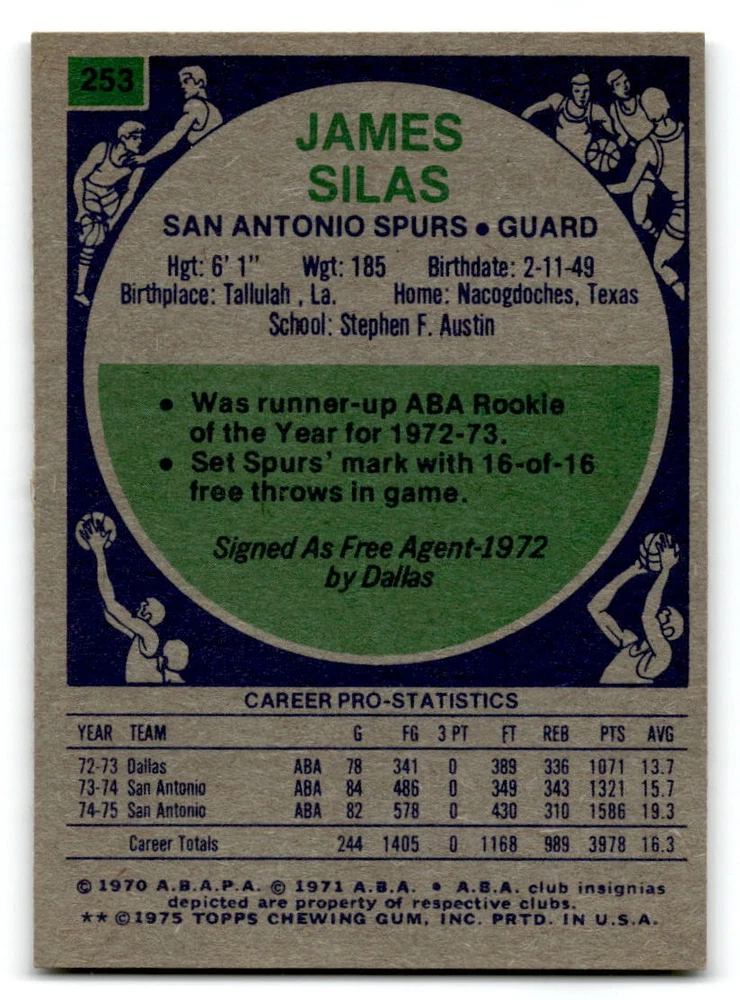 253
JAMES
SILAS
SAN ANTONIO SPURS • GUARD
Hgt: 6' 1" Wgt: 185 Birthdate: 2-11-49
Birthplace: Tallulah , La. Home: Nacogdoches, Texas
School: Stephen F. Austin
• Was runner-up ABA Rookie
of the Year for 1972-73.
• Set Spurs' mark with 16-of-16
free throws in game.
Signed As Free Agent-1972
by Dallas
CAREER PRO-STATISTICS
YEAR TEAM G FG 3 PT FT REB PTS AVG
72-73 Dallas ABA 78 341 0 389 336 1071 13.7
73-74 San Antonio ABA 84 486 0 349 343 1321 15.7
74-75 San Antonio ABA 82 578 0 430 310 1586 19.3
Career Totals 244 1405 0 1168 989 3978 16.3
© 1970 A.B.A.P.A. © 1971 A.B.A. • A.B.A. club insignias
depicted are property of respective clubs.
** ©1975 TOPPS CHEWING GUM, INC. PRTD. IN U.S.A.